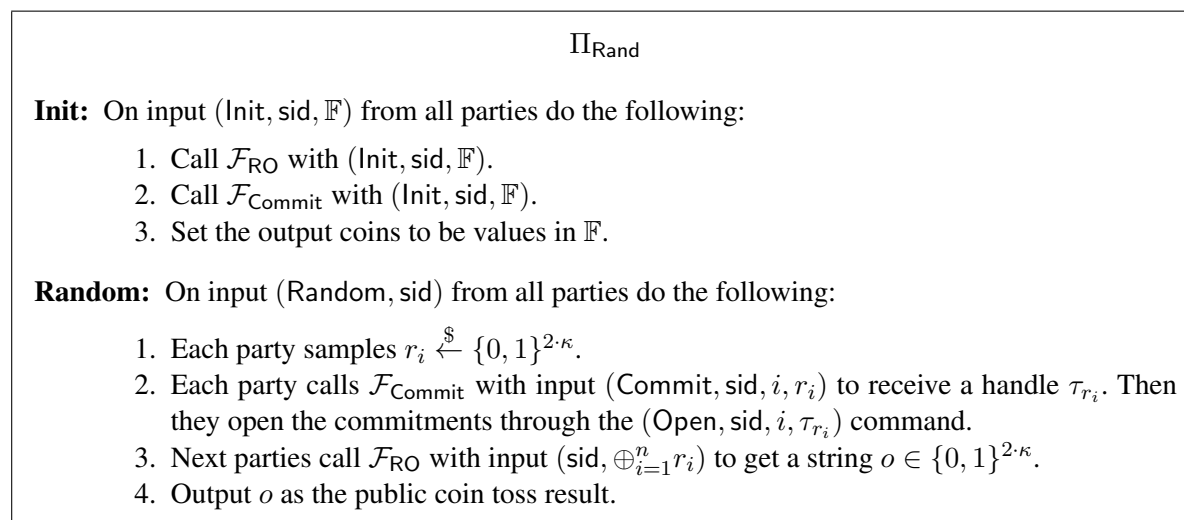 Π_Rand
Init: On input (Init, sid, 𝔽) from all parties do the following:
1. Call ℱ_RO with (Init, sid, 𝔽).
2. Call ℱ_Commit with (Init, sid, 𝔽).
3. Set the output coins to be values in 𝔽.
Random: On input (Random, sid) from all parties do the following:
1. Each party samples r_i ←$ {0, 1}^{2·κ}.
2. Each party calls ℱ_Commit with input (Commit, sid, i, r_i) to receive a handle τ_{r_i}. Then
they open the commitments through the (Open, sid, i, τ_{r_i}) command.
3. Next parties call ℱ_RO with input (sid, ⊕_{i=1}^n r_i) to get a string o ∈ {0, 1}^{2·κ}.
4. Output o as the public coin toss result.